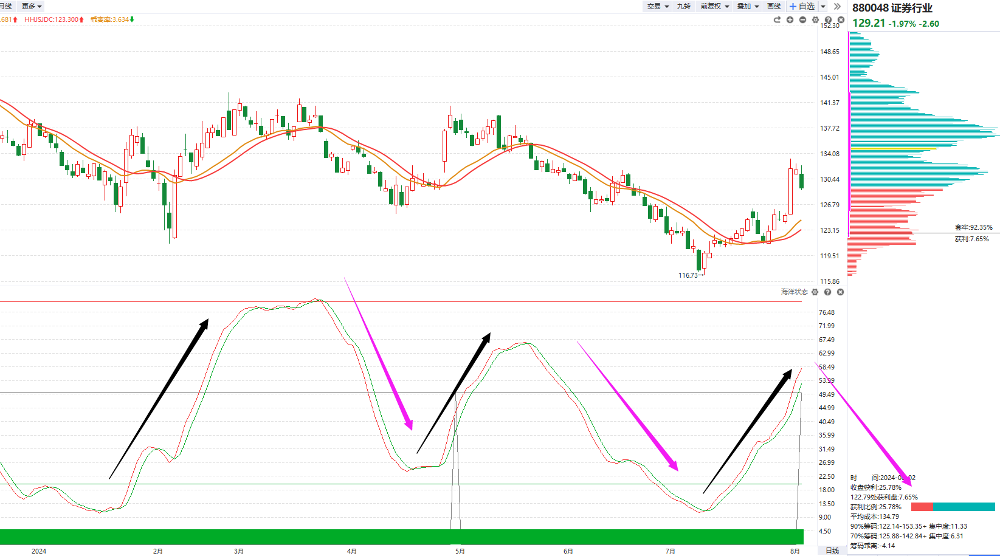 月线 更多
交易 九转 前复权 叠加 画线 十自选
880048 证券行业
129.21 -1.97% -2.60
.681 HHJSJDC:123.300 乖离率:3.634
152.30
148.65
145.01
141.37
137.72
134.08
130.44
126.79
123.15
119.51
115.86
套牢:92.35%
获利:7.65%
116.73
海洋状态
76.48
71.99
67.49
62.99
58.49
53.99
49.49
44.99
40.49
35.99
31.49
26.99
22.50
18.00
13.50
9.00
4.50
时 间:2024-08-02
收盘获利:25.78%
122.79处获利盘:7.65%
获利比例:25.78%
平均成本:134.79
90%筹码:122.14-153.35+ 集中度:11.33
70%筹码:125.88-142.84+ 集中度:6.31
筹码乖离:-4.14
2024 2月 3月 4月 5月 6月 7月 8月 日线